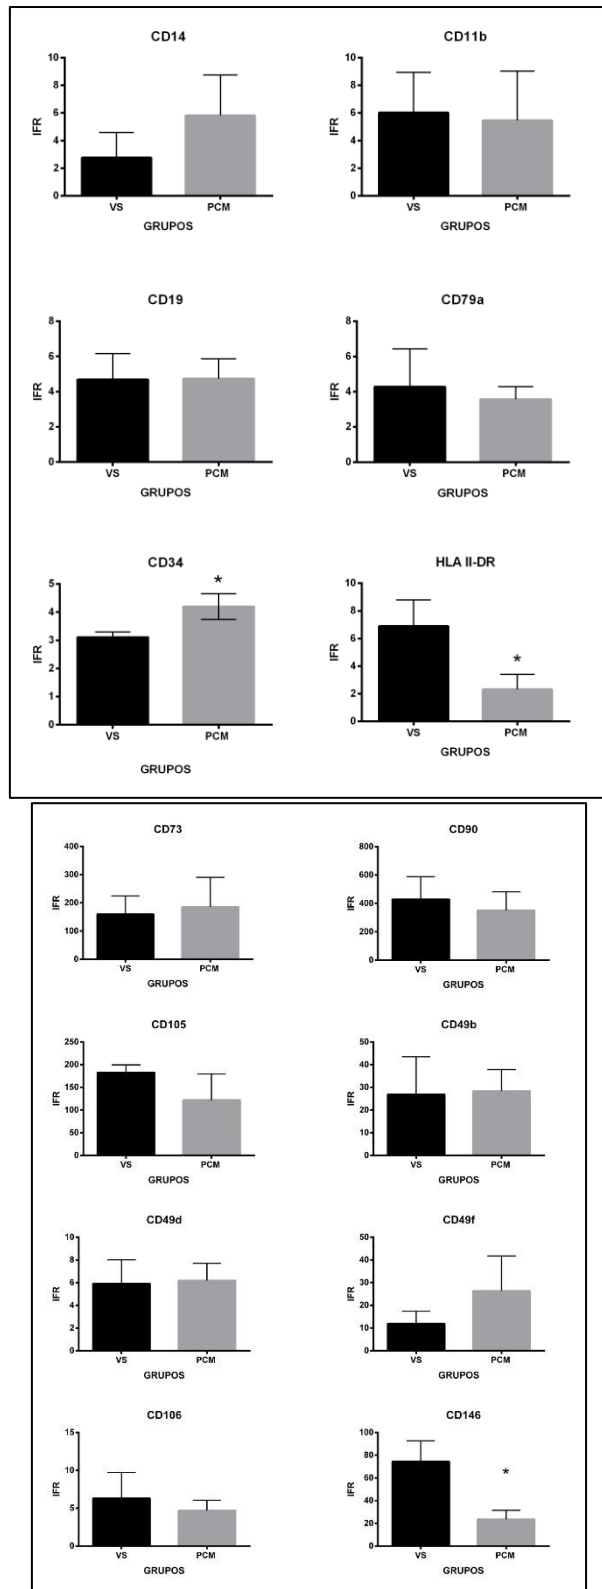 CD14
CD11b
10
8
6
4
2
0
IFR
VS
PCM
GRUPOS
10
8
6
4
2
0
IFR
VS
PCM
GRUPOS
CD19
CD79a
8
6
4
2
0
IFR
VS
PCM
GRUPOS
8
6
4
2
0
IFR
VS
PCM
GRUPOS
CD34
HLA II-DR
5
4
3
2
1
0
IFR
*
VS
PCM
GRUPOS
10
8
6
4
2
0
IFR
*
VS
PCM
GRUPOS
CD73
CD90
400
300
200
100
0
IFR
VS
PCM
GRUPOS
800
600
400
200
0
IFR
VS
PCM
GRUPOS
CD105
CD49b
250
200
150
100
50
0
IFR
VS
PCM
GRUPOS
50
40
30
20
10
0
IFR
VS
PCM
GRUPOS
CD49d
CD49f
10
8
6
4
2
0
IFR
VS
PCM
GRUPOS
50
40
30
20
10
0
IFR
VS
PCM
GRUPOS
CD106
CD146
15
10
5
0
IFR
VS
PCM
GRUPOS
100
80
60
40
20
0
IFR
*
VS
PCM
GRUPOS